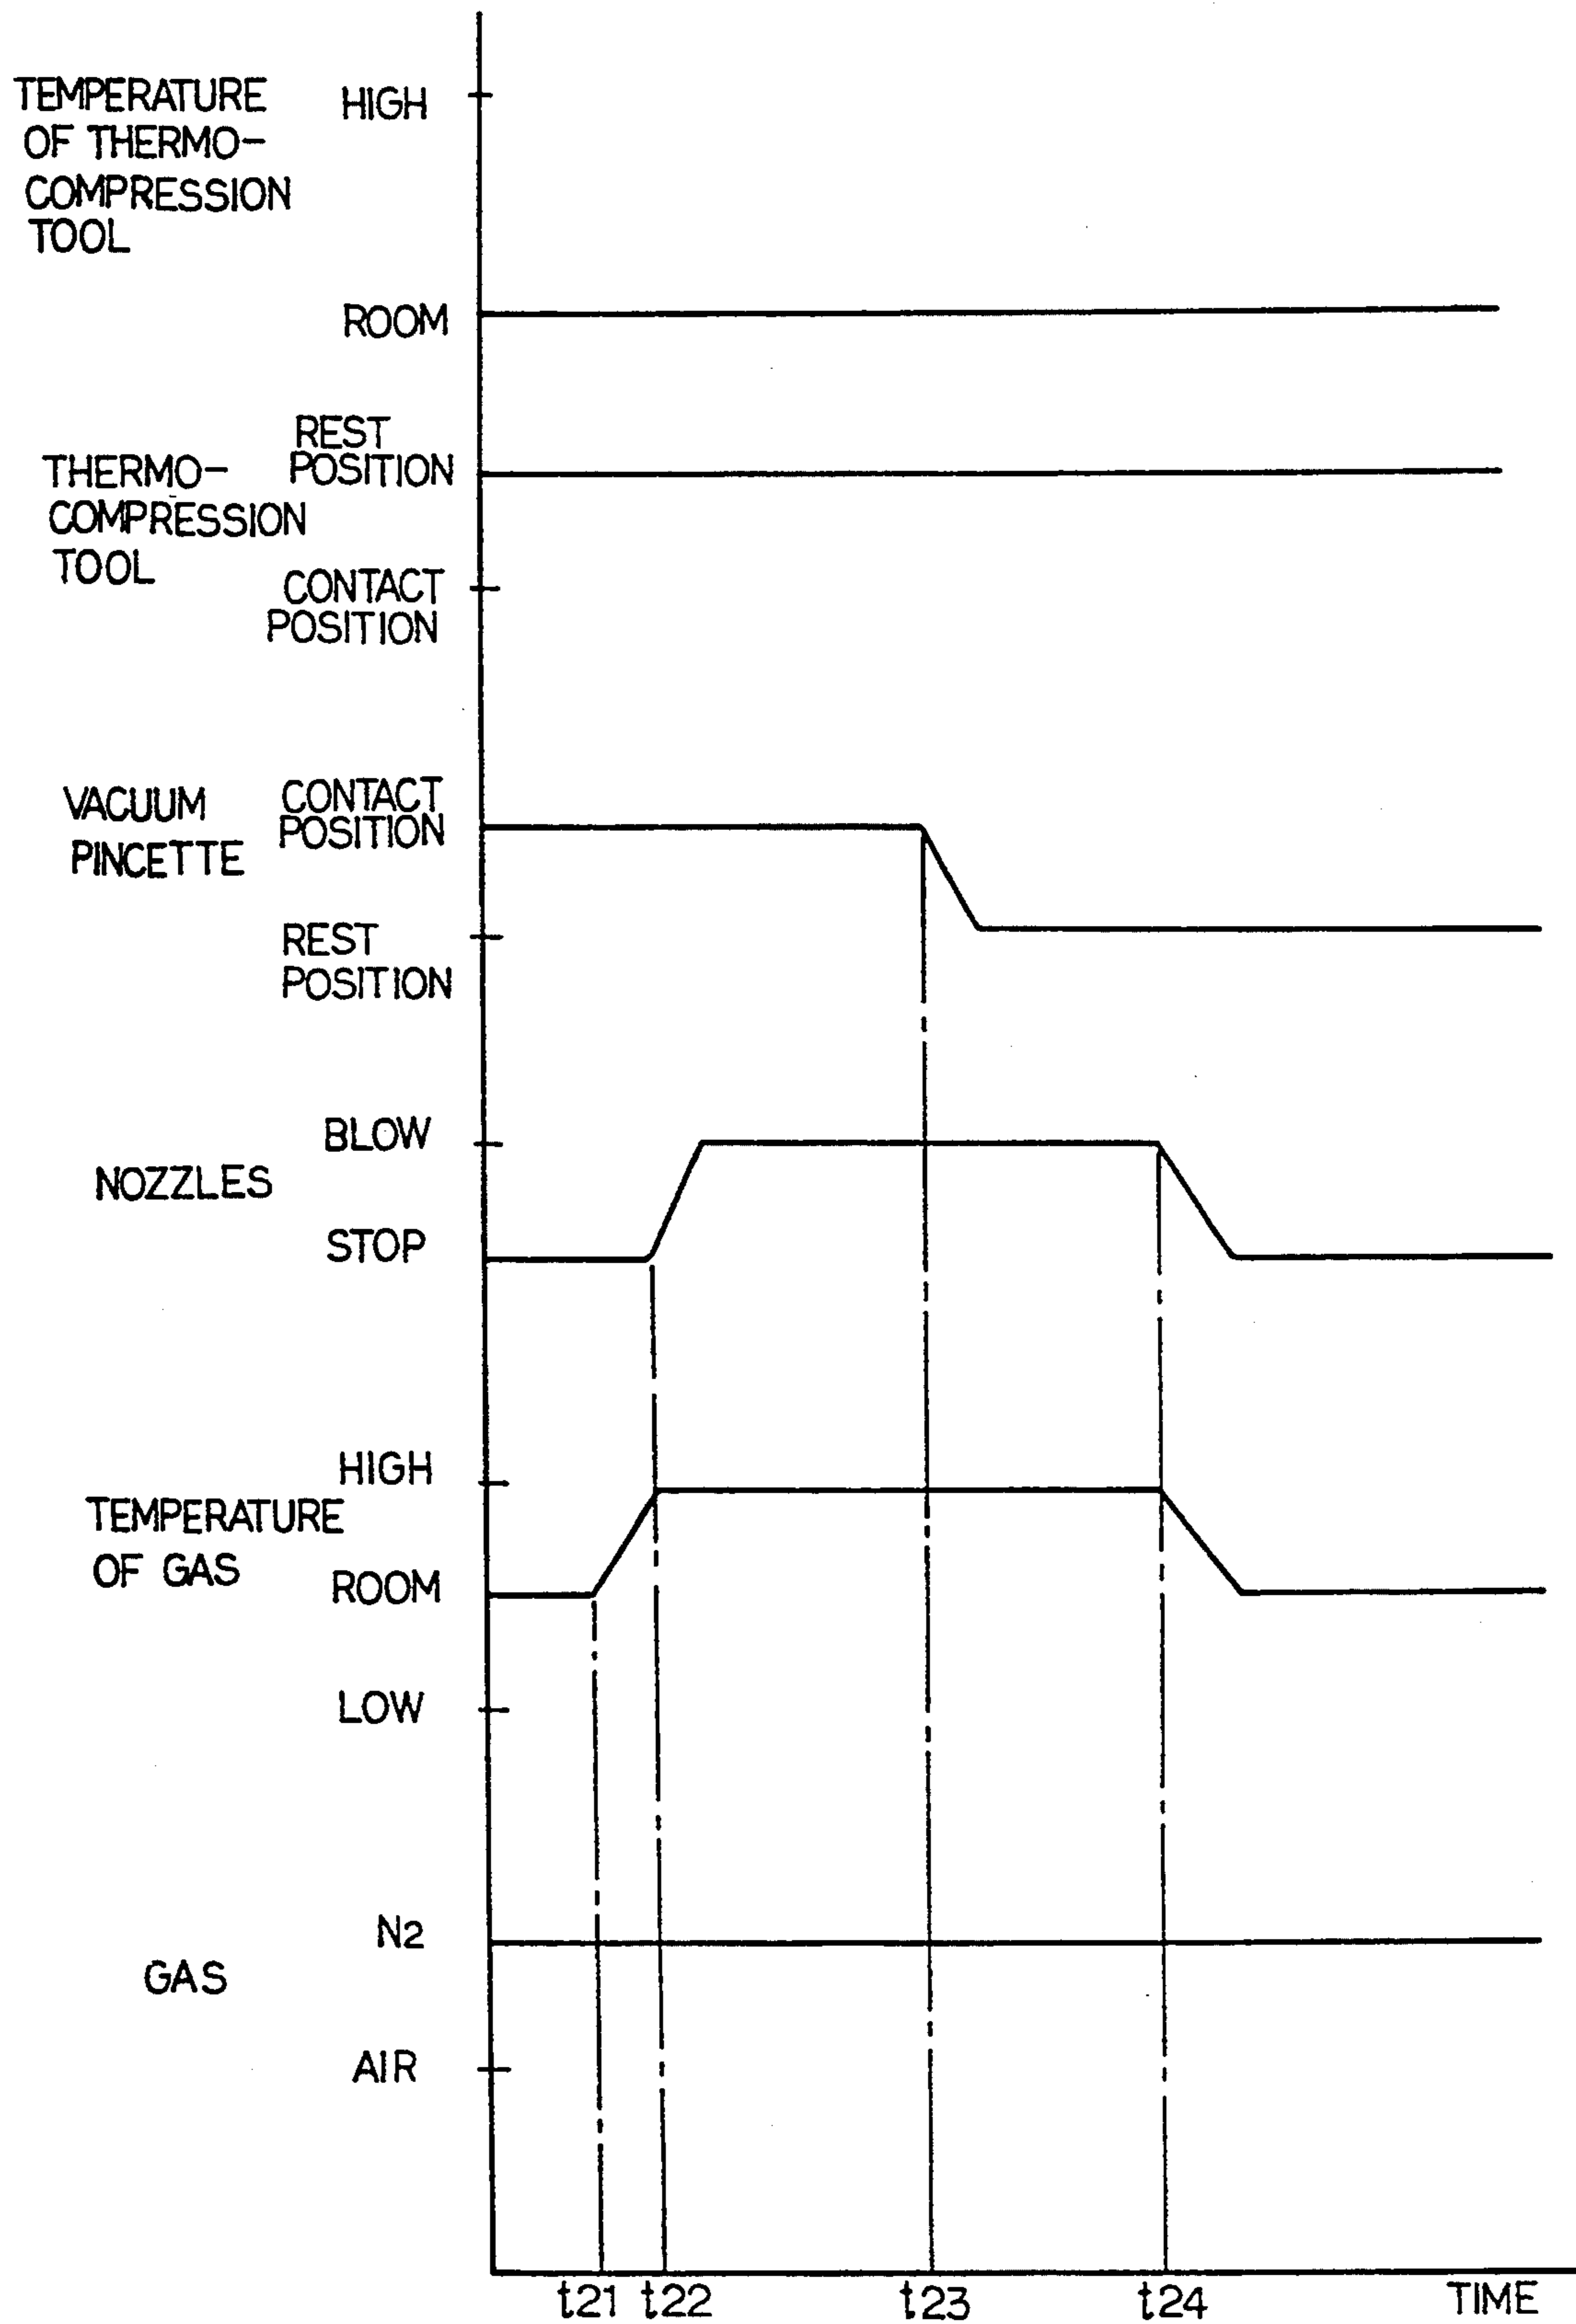 TEMPERATURE
OF THERMO-
COMPRESSION
TOOL
HIGH
ROOM
THERMO-
COMPRESSION
TOOL
REST
POSITION
CONTACT
POSITION
VACUUM
PINCETTE
CONTACT
POSITION
REST
POSITION
NOZZLES
BLOW
STOP
TEMPERATURE
OF GAS
HIGH
ROOM
LOW
GAS
N2
AIR
t21 t22 t23 t24 TIME